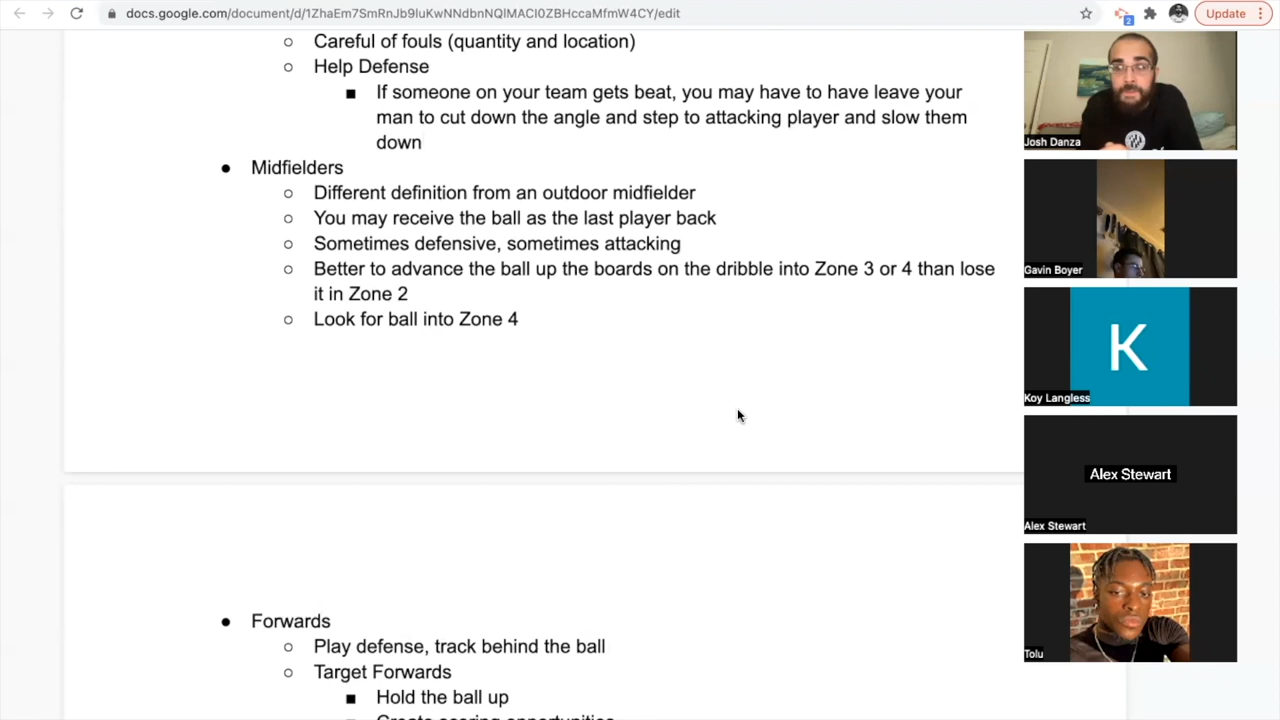 docs.google.com/document/d/1ZhaEm7SmRnJb9luKwNNdbnNQlMACI0ZBHccaMfmW4CY/edit
2
Update
Careful of fouls (quantity and location)
Help Defense
If someone on your team gets beat, you may have to have leave your
man to cut down the angle and step to attacking player and slow them
down
Midfielders
Different definition from an outdoor midfielder
You may receive the ball as the last player back
Sometimes defensive, sometimes attacking
Better to advance the ball up the boards on the dribble into Zone 3 or 4 than lose
it in Zone 2
Look for ball into Zone 4
Forwards
Play defense, track behind the ball
Target Forwards
Hold the ball up
Create scoring opportunities
Josh Danza
Gavin Boyer
K
Koy Langless
Alex Stewart
Alex Stewart
Tolu